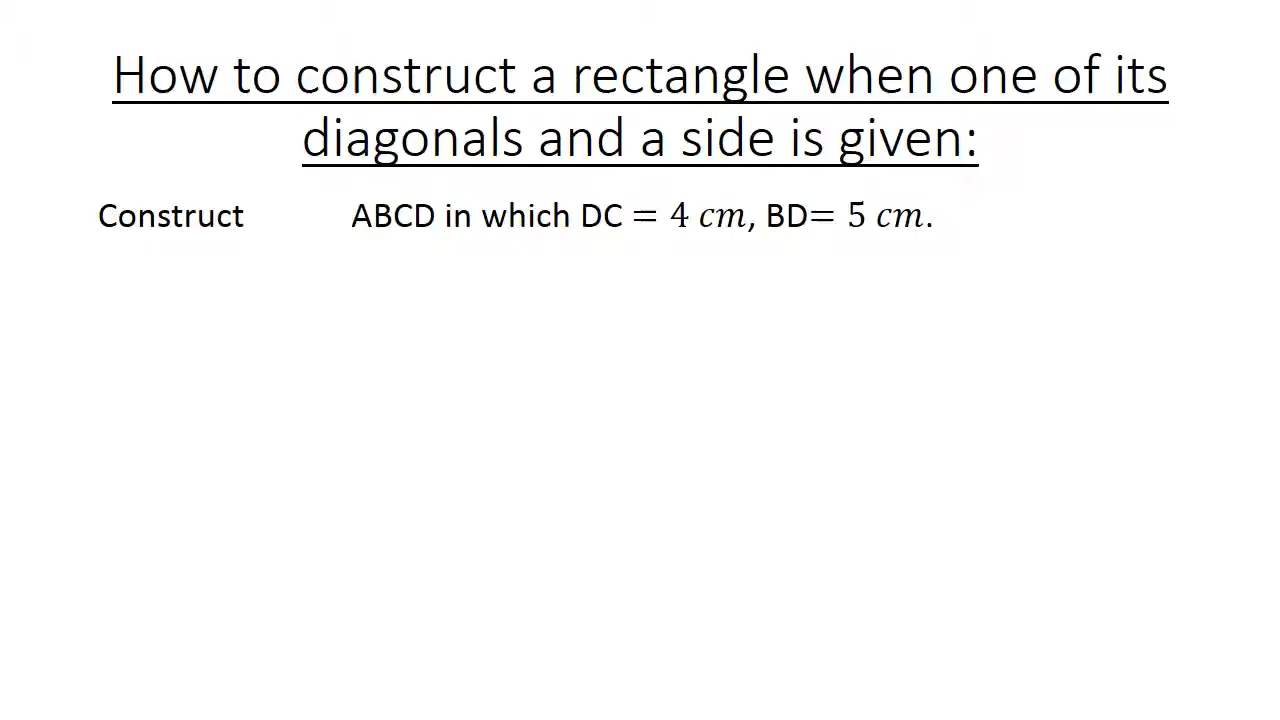 How to construct a rectangle when one of its
diagonals and a side is given:
Construct ABCD in which DC = 4 cm, BD= 5 cm.